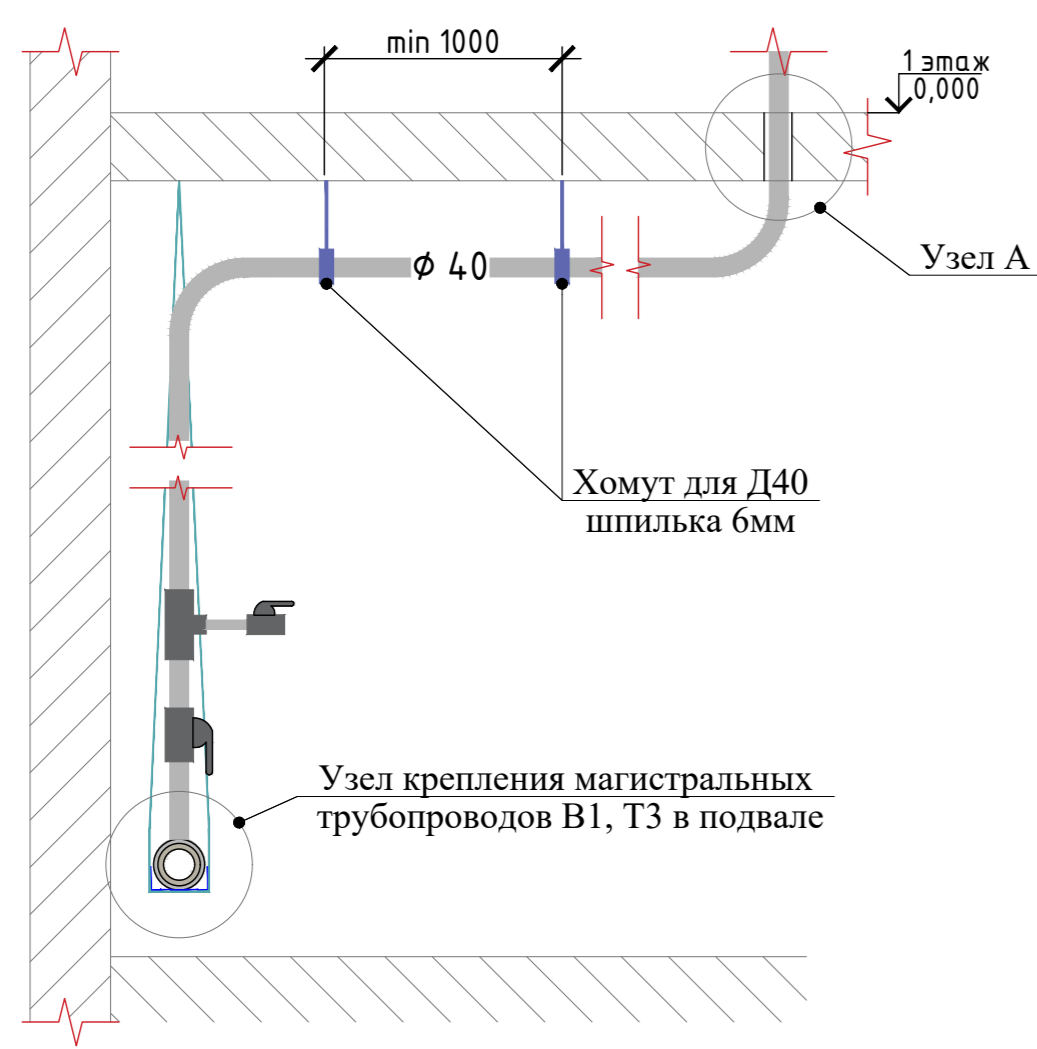 min 1000
1 этаж
0,000
Узел А
ϕ 40
Хомут для Д40
шпилька 6мм
Узел крепления магистральных
трубопроводов В1, Т3 в подвале